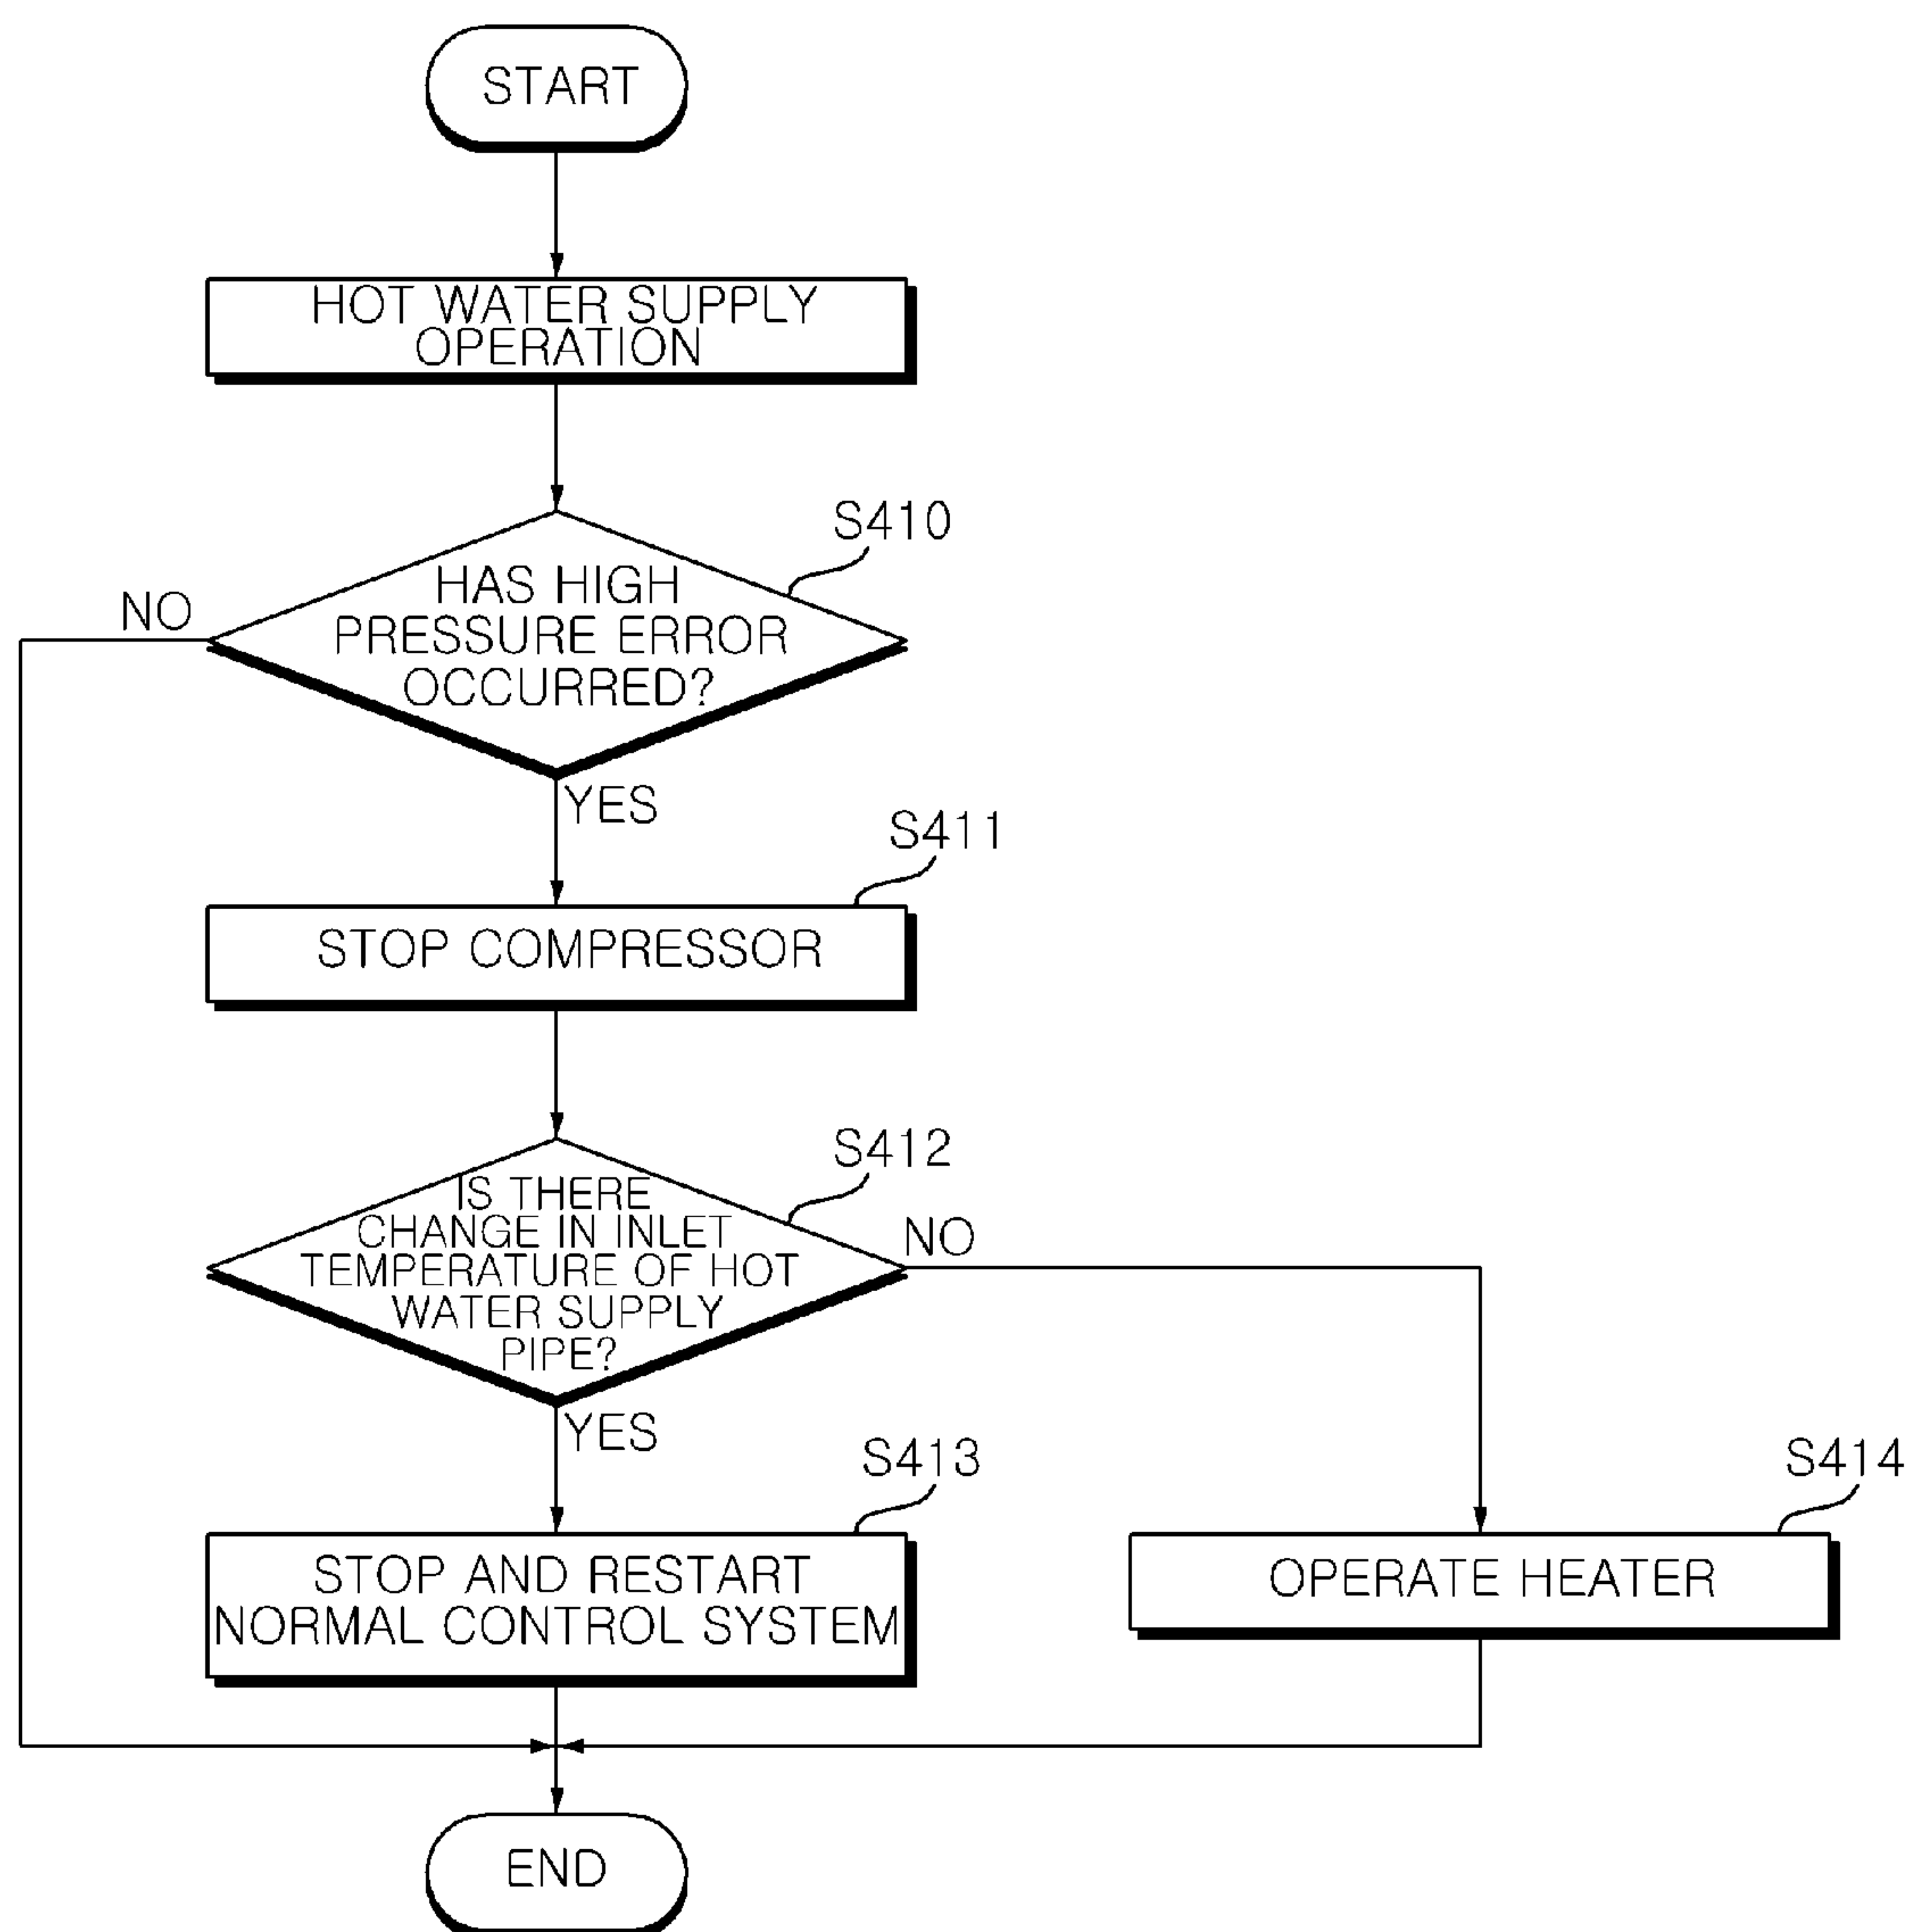 START
HOT WATER SUPPLY
OPERATION
S410
HAS HIGH
PRESSURE ERROR
OCCURRED?
NO
YES
S411
STOP COMPRESSOR
S412
IS THERE
CHANGE IN INLET
TEMPERATURE OF HOT
WATER SUPPLY
PIPE?
NO
YES
S413
STOP AND RESTART
NORMAL CONTROL SYSTEM
S414
OPERATE HEATER
END